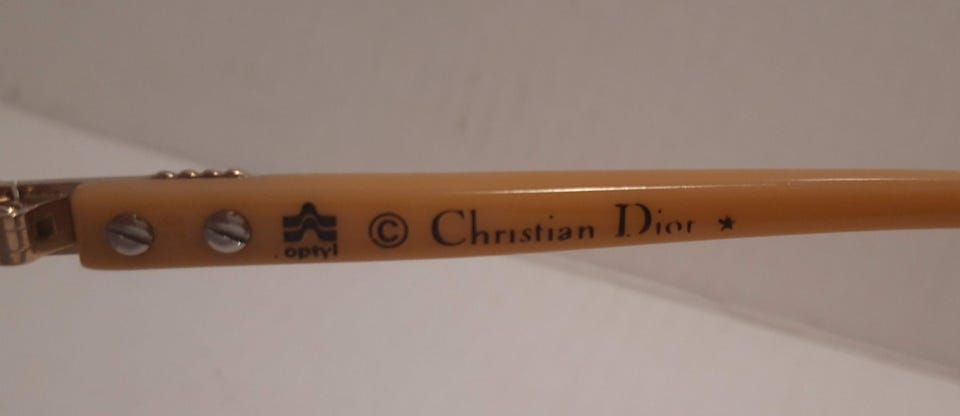 optyl
© Christian Dior ★